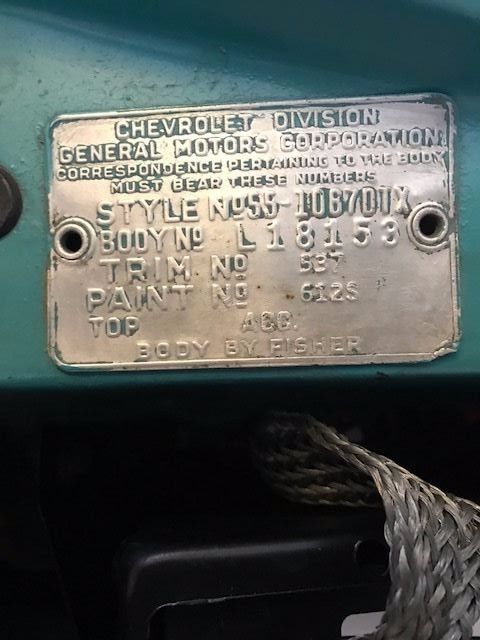 CHEVROLET DIVISION
GENERAL MOTORS CORPORATION
CORRESPONDENCE PERTAINING TO THE BODY
MUST BEAR THESE NUMBERS
STYLE Nº 55-1067DTX
BODY Nº L 18153
TRIM Nº 537
PAINT Nº 612S
TOP ACC.
BODY BY FISHER